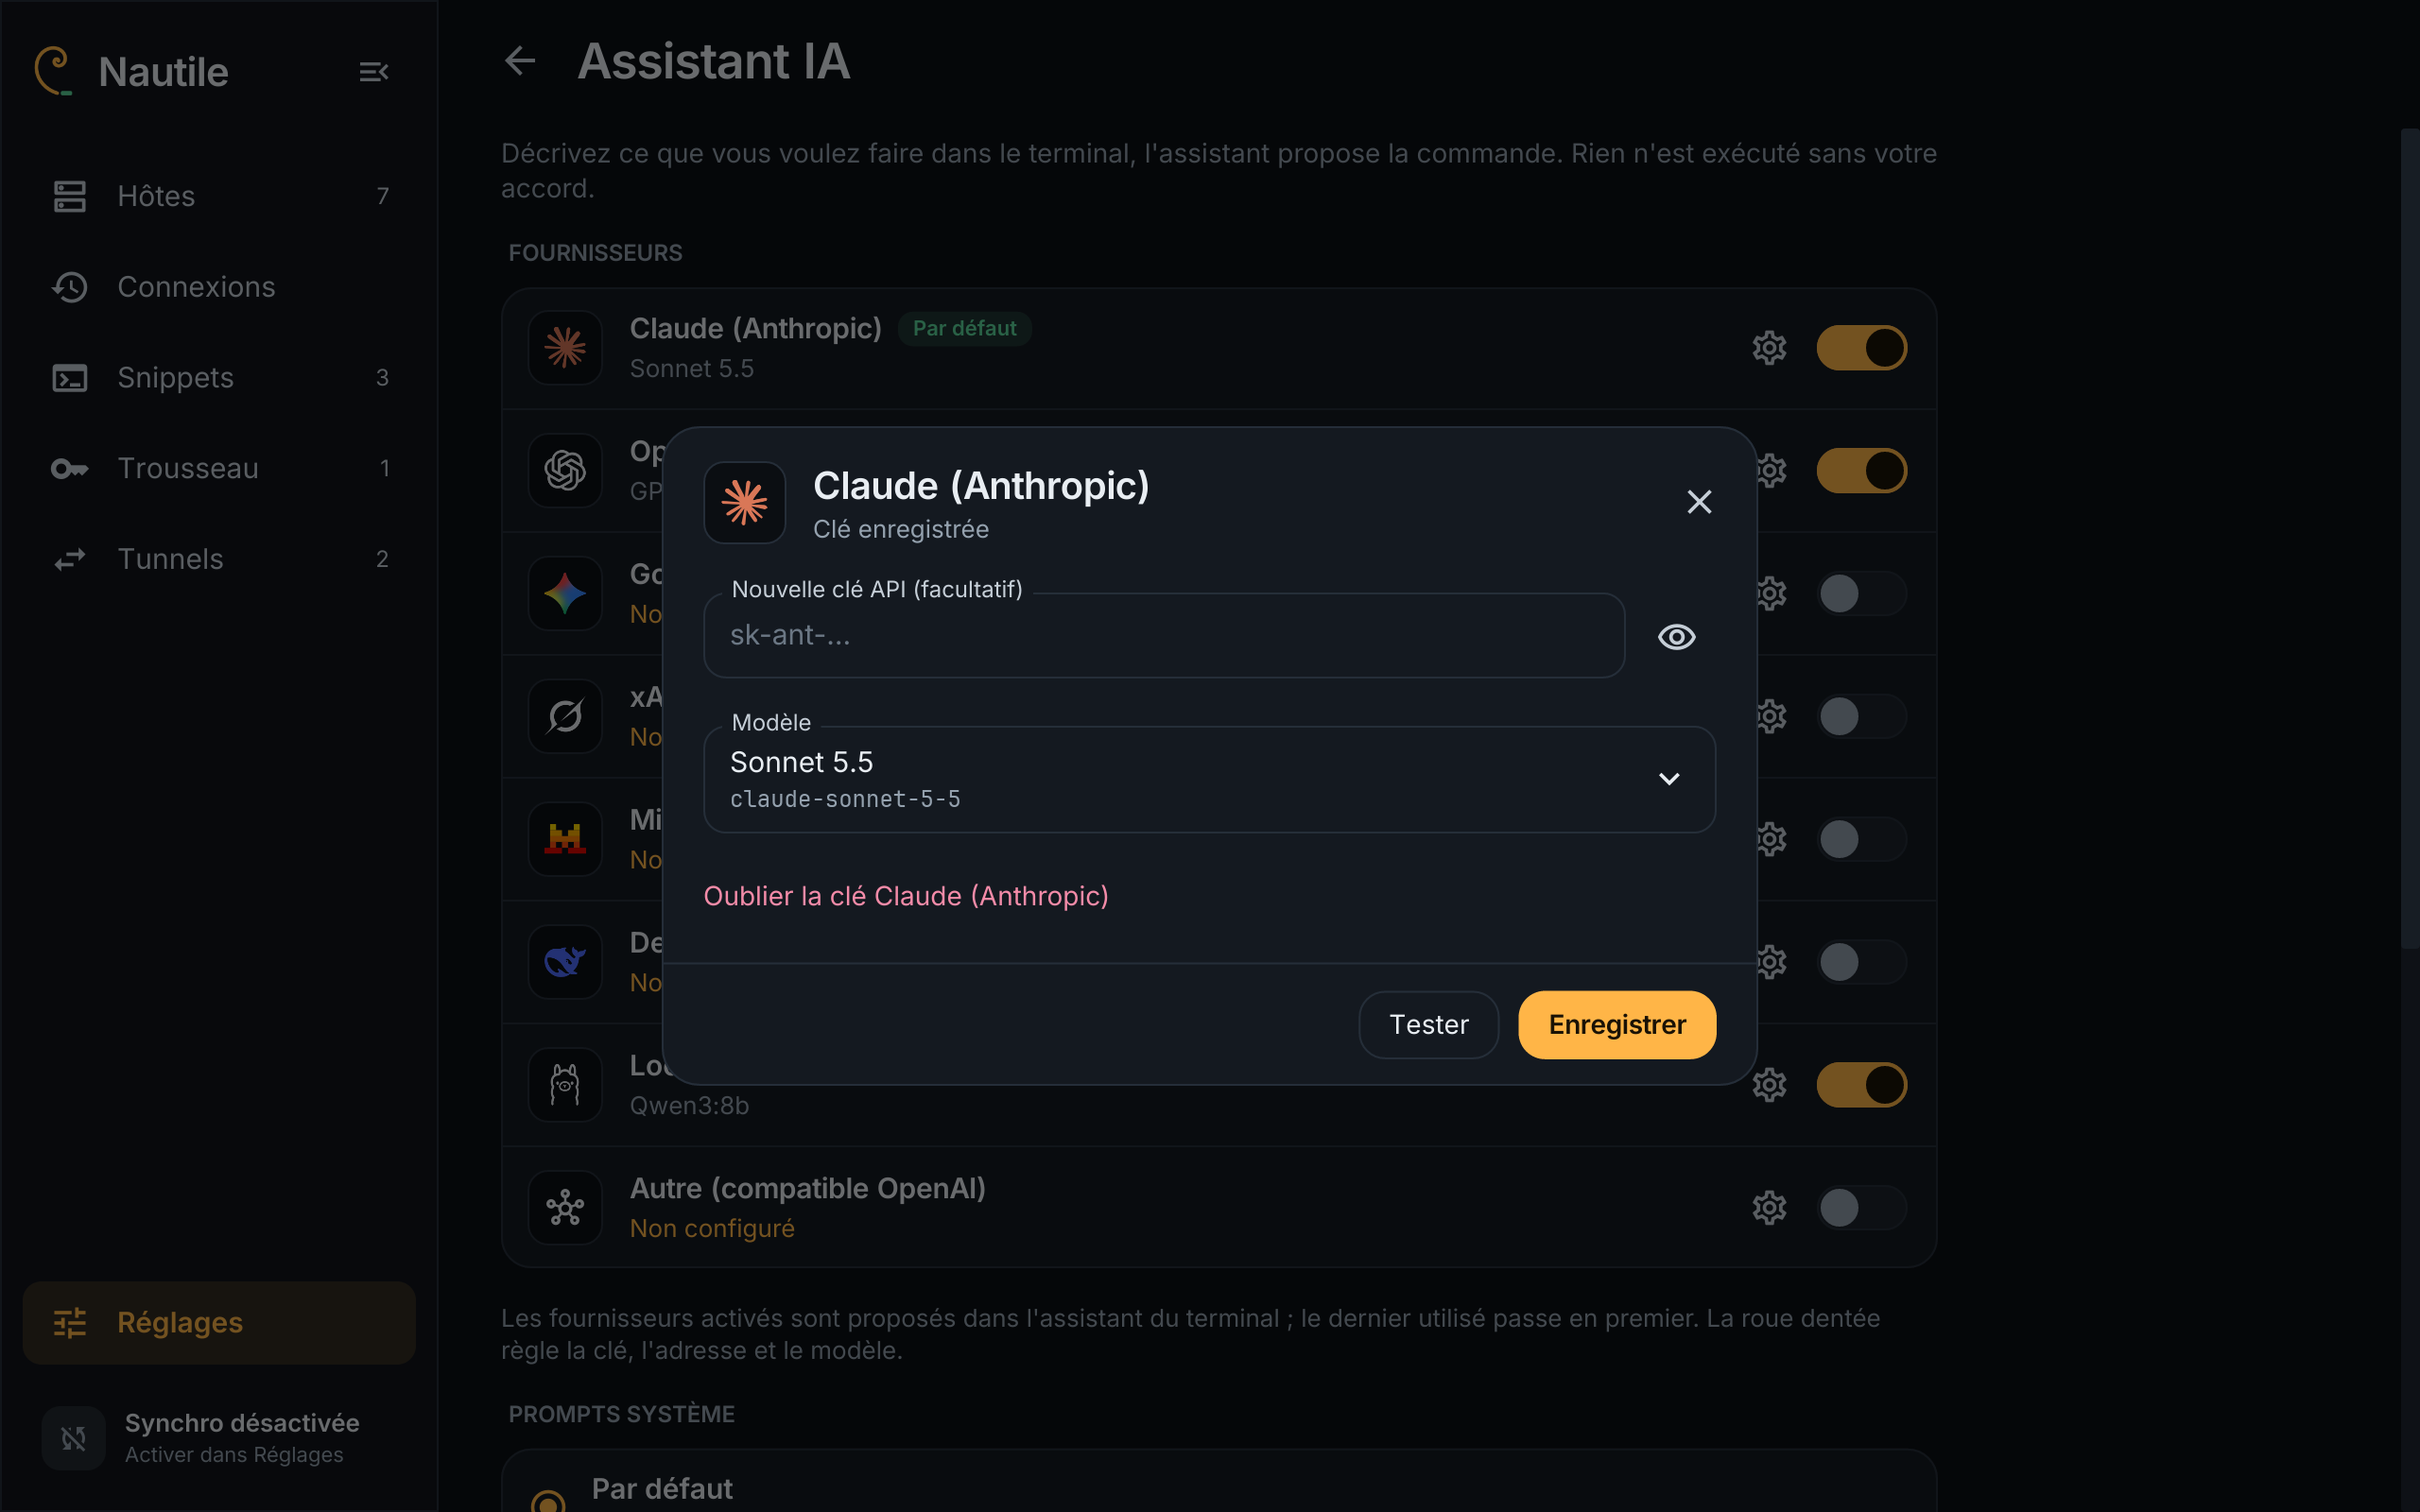 Nautile
Hôtes 7
Connexions
Snippets 3
Trousseau 1
Tunnels 2
Réglages
Synchro désactivée
Activer dans Réglages
Assistant IA
Décrivez ce que vous voulez faire dans le terminal, l'assistant propose la commande. Rien n'est exécuté sans votre
accord.
FOURNISSEURS
Claude (Anthropic) Par défaut
Sonnet 5.5
Claude (Anthropic)
Clé enregistrée
Nouvelle clé API (facultatif)
sk-ant-...
Modèle
Sonnet 5.5
claude-sonnet-5-5
Oublier la clé Claude (Anthropic)
Tester
Enregistrer
Qwen3:8b
Autre (compatible OpenAI)
Non configuré
Les fournisseurs activés sont proposés dans l'assistant du terminal ; le dernier utilisé passe en premier. La roue dentée
règle la clé, l'adresse et le modèle.
PROMPTS SYSTÈME
Par défaut